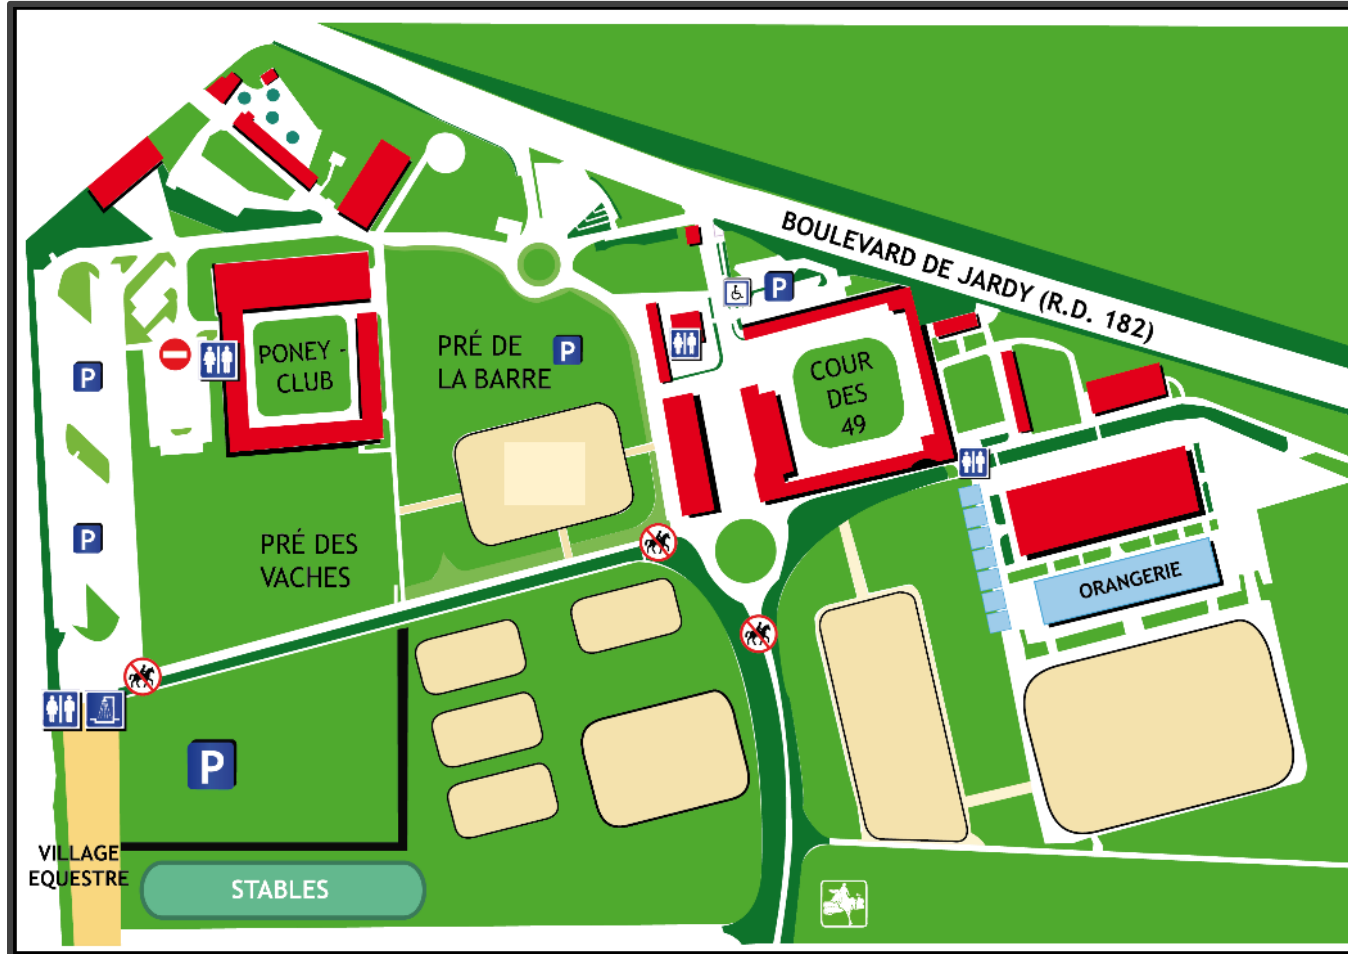 BOULEVARD DE JARDY (R.D. 182)
P
PONEY -
CLUB
PRÉ DE
LA BARRE
P
COUR
DES
49
P
P
PRÉ DES
VACHES
ORANGERIE
P
VILLAGE
EQUESTRE
STABLES